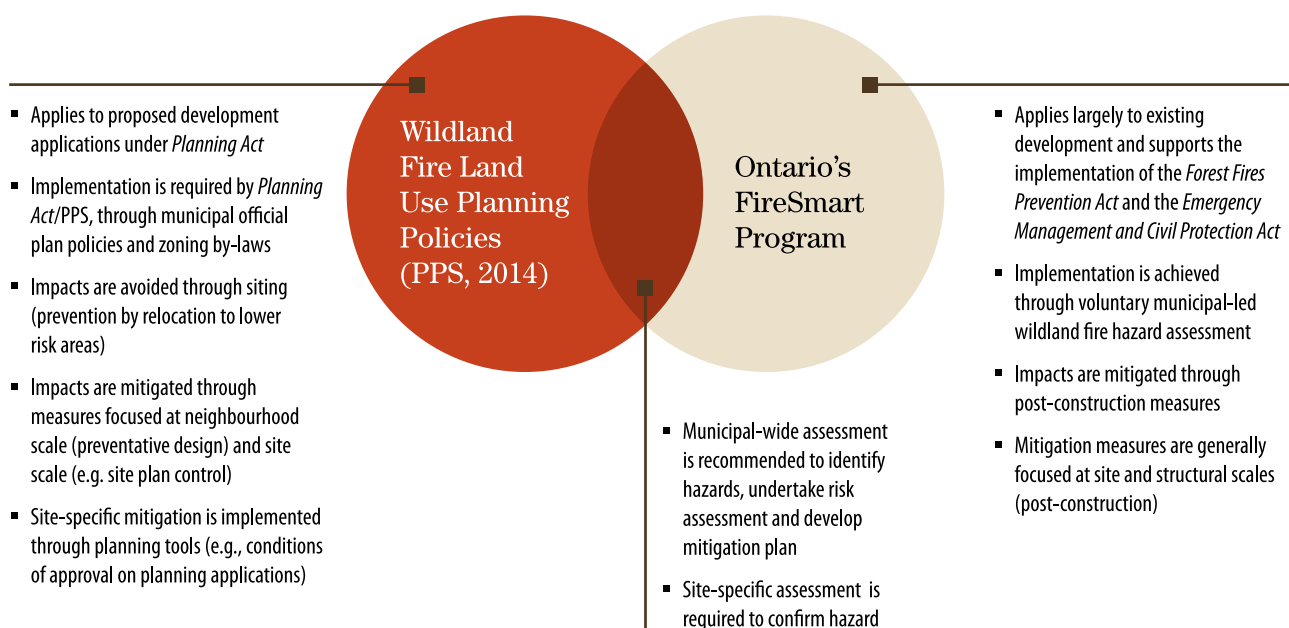 ▪ Applies to proposed development
applications under Planning Act
▪ Implementation is required by Planning
Act/PPS, through municipal official
plan policies and zoning by-laws
▪ Impacts are avoided through siting
(prevention by relocation to lower
risk areas)
▪ Impacts are mitigated through
measures focused at neighbourhood
scale (preventative design) and site
scale (e.g. site plan control)
▪ Site-specific mitigation is implemented
through planning tools (e.g., conditions
of approval on planning applications)
Wildland
Fire Land
Use Planning
Policies
(PPS, 2014)
Ontario’s
FireSmart
Program
▪ Municipal-wide assessment
is recommended to identify
hazards, undertake risk
assessment and develop
mitigation plan
▪ Site-specific assessment is
required to confirm hazard
▪ Applies largely to existing
development and supports the
implementation of the Forest Fires
Prevention Act and the Emergency
Management and Civil Protection Act
▪ Implementation is achieved
through voluntary municipal-led
wildland fire hazard assessment
▪ Impacts are mitigated through
post-construction measures
▪ Mitigation measures are generally
focused at site and structural scales
(post-construction)